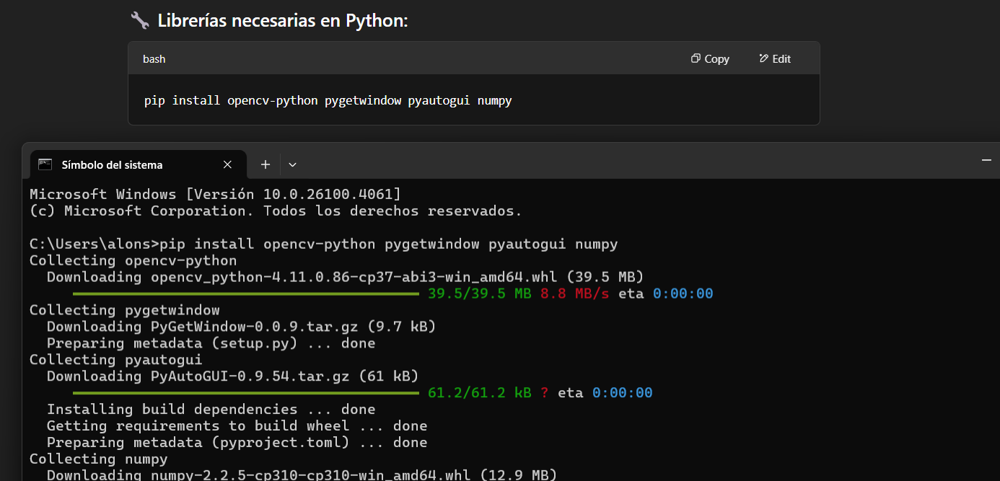 Librerías necesarias en Python:
bash
Copy
Edit
pip install opencv-python pygetwindow pyautogui numpy
Símbolo del sistema
Microsoft Windows [Versión 10.0.26100.4061]
(c) Microsoft Corporation. Todos los derechos reservados.
C:\Users\alons>pip install opencv-python pygetwindow pyautogui numpy
Collecting opencv-python
Downloading opencv_python-4.11.0.86-cp37-abi3-win_amd64.whl (39.5 MB)
39.5/39.5 MB 8.8 MB/s eta 0:00:00
Collecting pygetwindow
Downloading PyGetWindow-0.0.9.tar.gz (9.7 kB)
Preparing metadata (setup.py) ... done
Collecting pyautogui
Downloading PyAutoGUI-0.9.54.tar.gz (61 kB)
61.2/61.2 kB ? eta 0:00:00
Installing build dependencies ... done
Getting requirements to build wheel ... done
Preparing metadata (pyproject.toml) ... done
Collecting numpy
Downloading numpy-2.2.5-cp310-cp310-win_amd64.whl (12.9 MB)